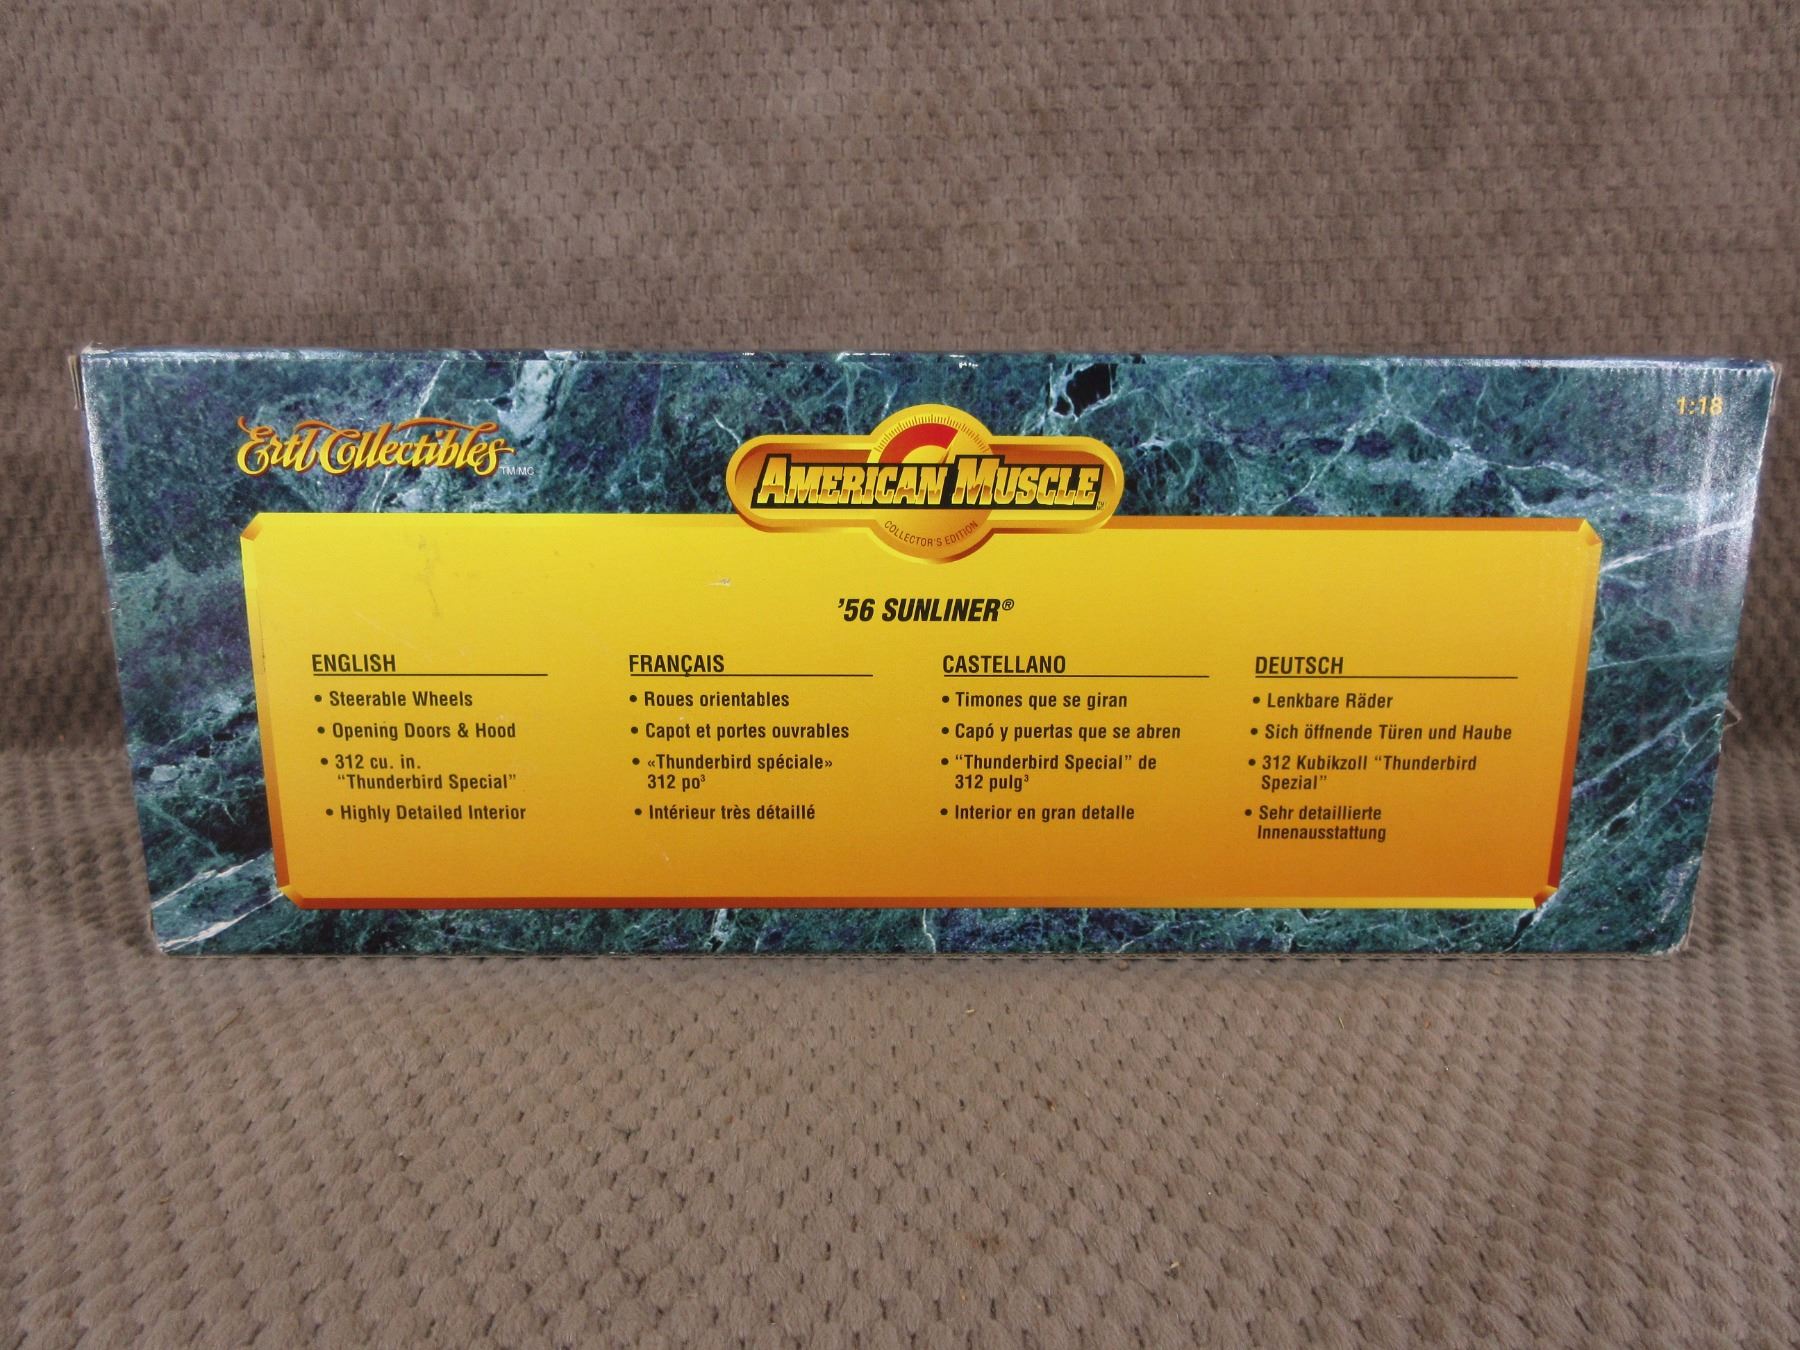 Ertl Collectibles TM/MC
1:18
AMERICAN MUSCLE™
COLLECTOR'S EDITION
'56 SUNLINER®
ENGLISH
• Steerable Wheels
• Opening Doors & Hood
• 312 cu. in.
"Thunderbird Special"
• Highly Detailed Interior
FRANÇAIS
• Roues orientables
• Capot et portes ouvrables
• «Thunderbird spéciale»
312 po³
• Intérieur très détaillé
CASTELLANO
• Timones que se giran
• Capó y puertas que se abren
• "Thunderbird Special" de
312 pulg³
• Interior en gran detalle
DEUTSCH
• Lenkbare Räder
• Sich öffnende Türen und Haube
• 312 Kubikzoll "Thunderbird
Spezial"
• Sehr detaillierte
Innenausstattung